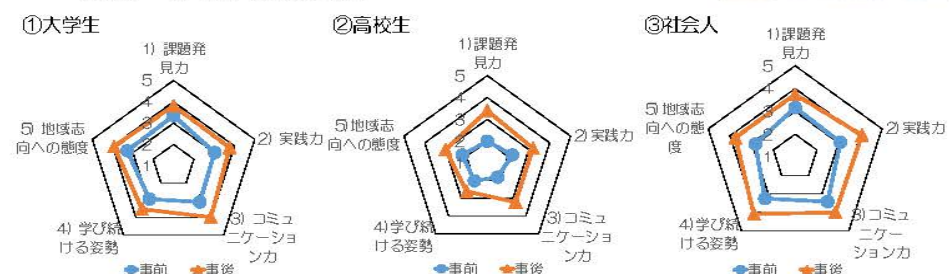 ①大学生
1) 課題発
見力
5
4
3
2
1
2) 実践力
3) コミュ
ニケーショ
ン力
4) 学び続
ける姿勢
5) 地域志
向への態度
事前
事後
②高校生
1)課題発
見力
5
4
3
2
1
2) 実践力
3)コミュ
ニケーショ
ン力
4)学び続
ける姿勢
5)地域志
向への態度
事前
事後
③社会人
1)課題発
見力
5
4
3
2
1
2)実践力
3)コミュ
ニケー
ション力
4)学び続
ける姿勢
5)地域志
向への態
度
事前
事後